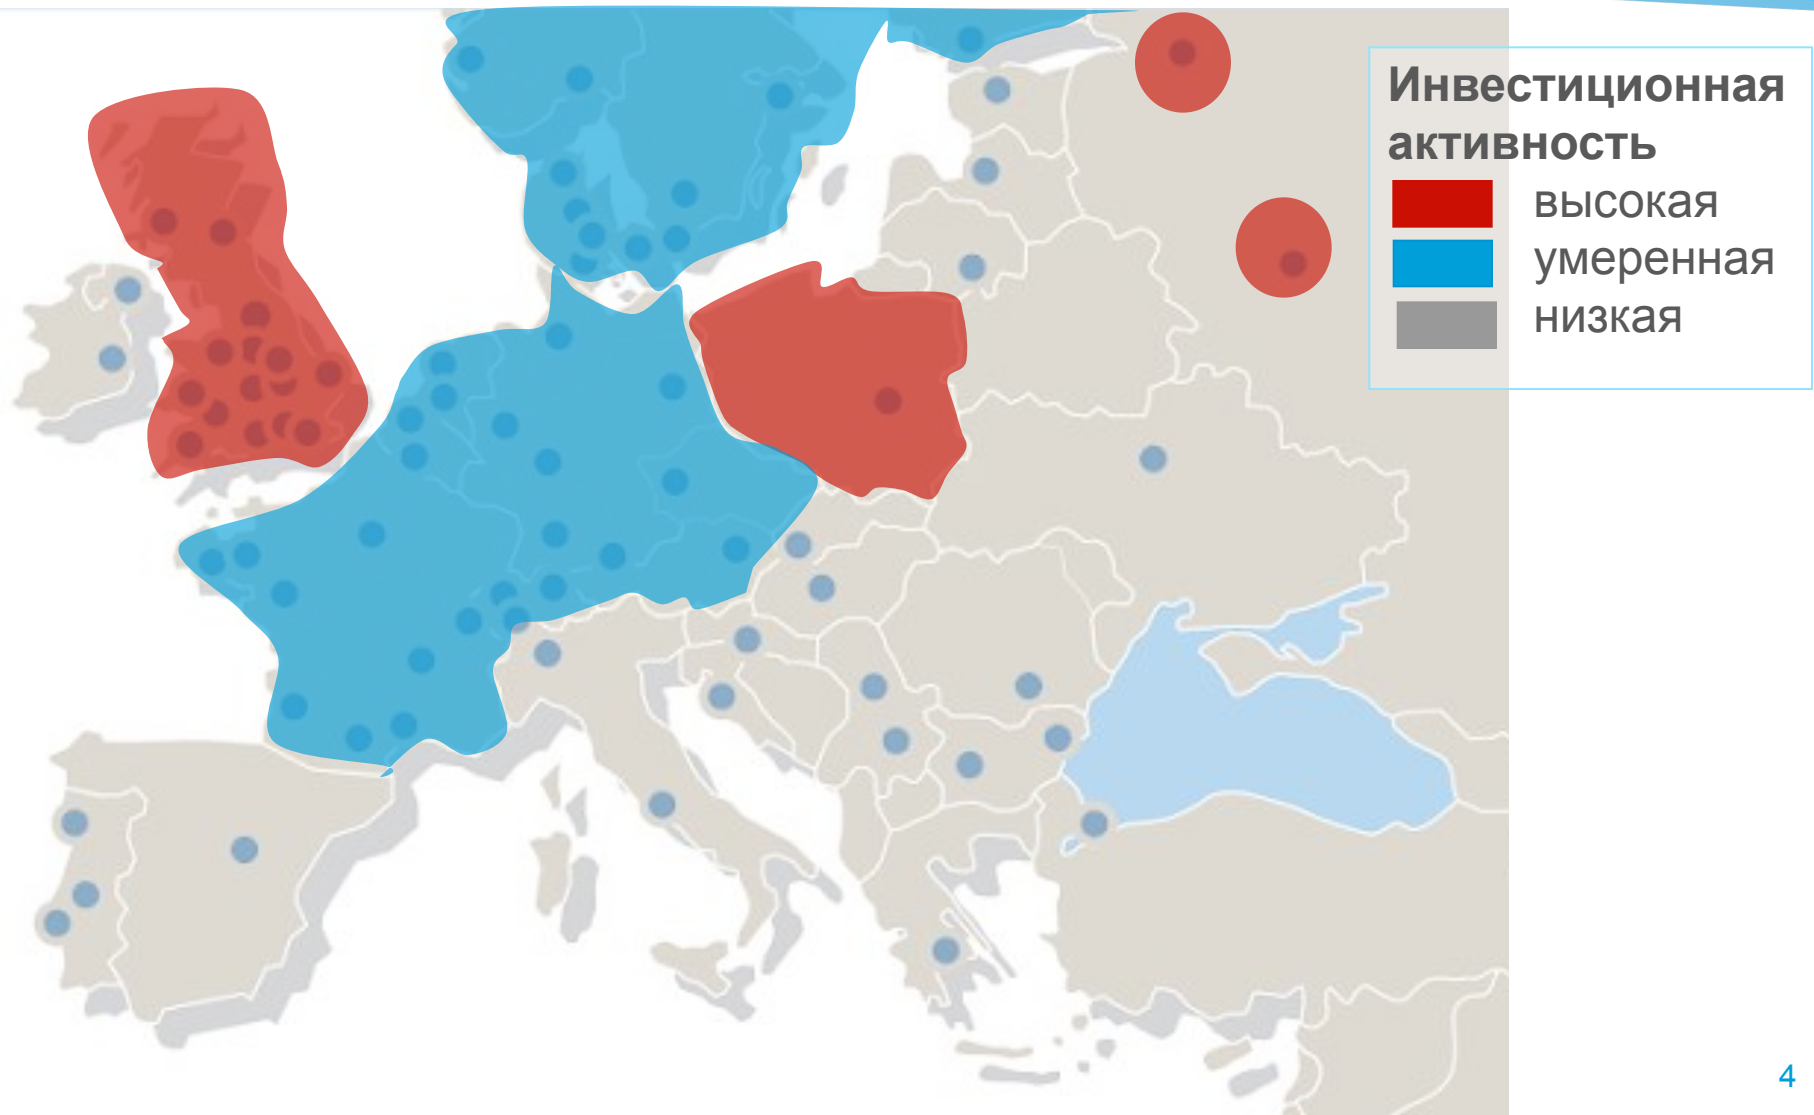 Инвестиционная
активность
высокая
умеренная
низкая
4